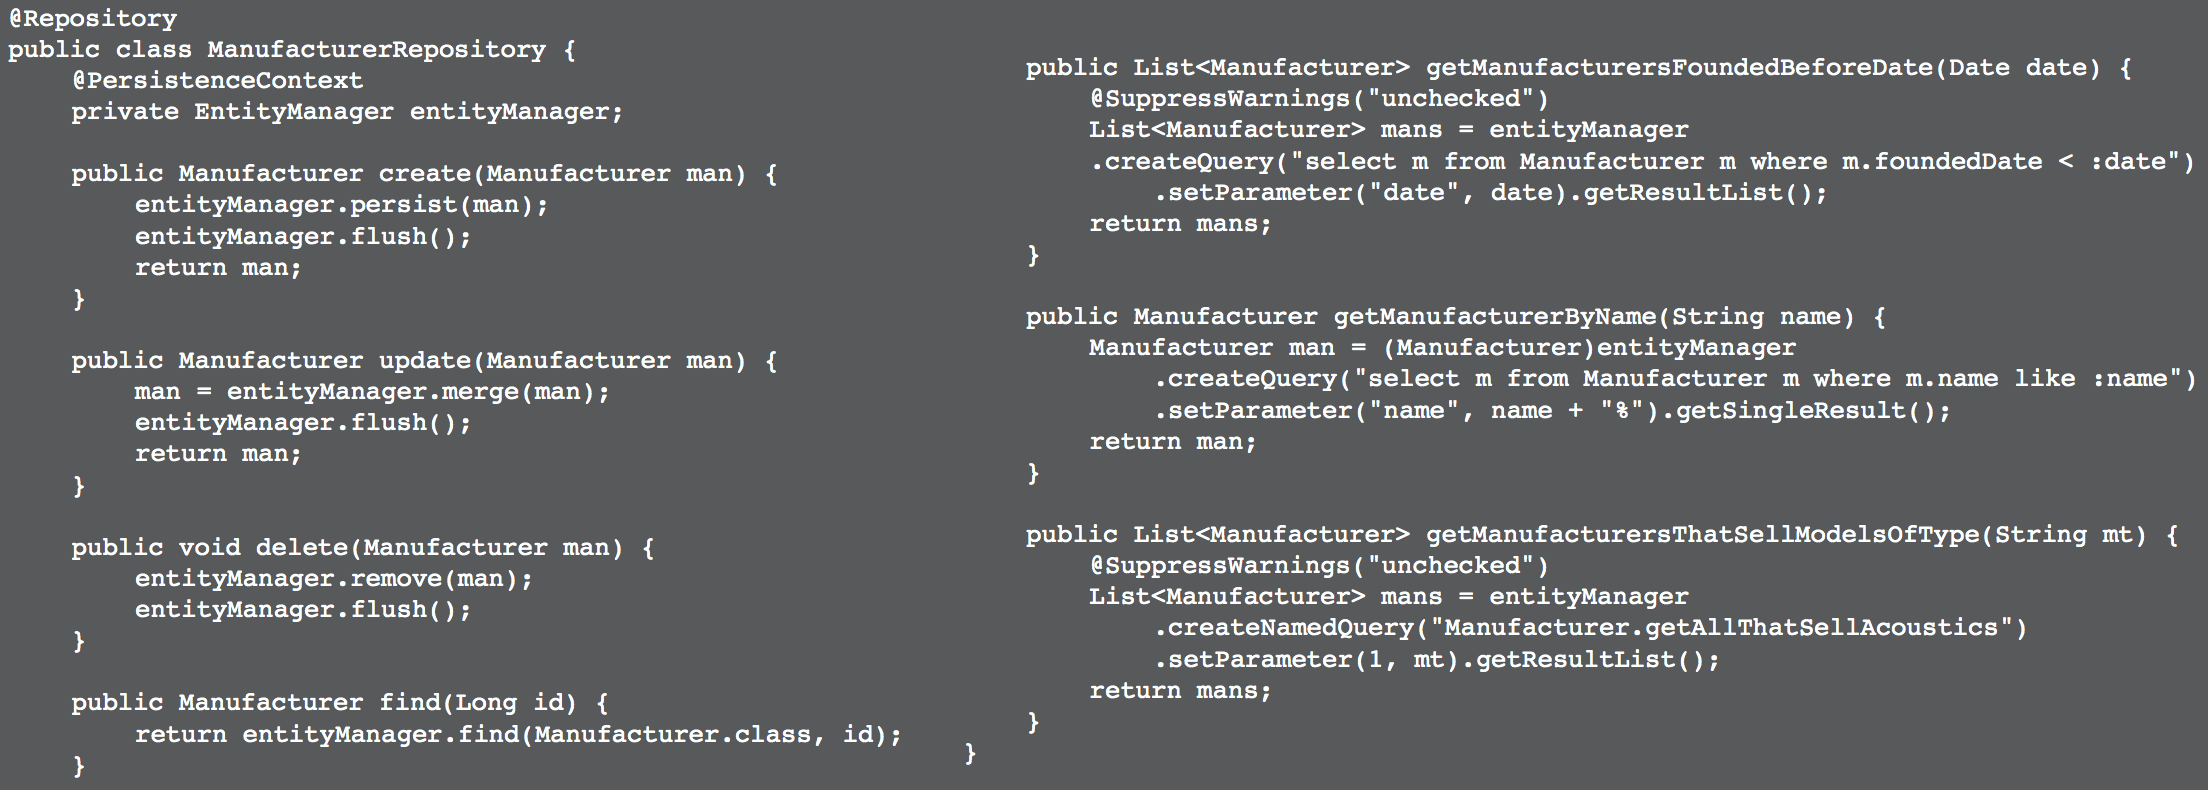 @Repository
public class ManufacturerRepository {
    @PersistenceContext
    private EntityManager entityManager;

    public Manufacturer create(Manufacturer man) {
        entityManager.persist(man);
        entityManager.flush();
        return man;
    }

    public Manufacturer update(Manufacturer man) {
        man = entityManager.merge(man);
        entityManager.flush();
        return man;
    }

    public void delete(Manufacturer man) {
        entityManager.remove(man);
        entityManager.flush();
    }

    public Manufacturer find(Long id) {
        return entityManager.find(Manufacturer.class, id);
    }

    public List<Manufacturer> getManufacturersFoundedBeforeDate(Date date) {
        @SuppressWarnings("unchecked")
        List<Manufacturer> mans = entityManager
        .createQuery("select m from Manufacturer m where m.foundedDate < :date")
            .setParameter("date", date).getResultList();
        return mans;
    }

    public Manufacturer getManufacturerByName(String name) {
        Manufacturer man = (Manufacturer)entityManager
            .createQuery("select m from Manufacturer m where m.name like :name")
            .setParameter("name", name + "%").getSingleResult();
        return man;
    }

    public List<Manufacturer> getManufacturersThatSellModelsOfType(String mt) {
        @SuppressWarnings("unchecked")
        List<Manufacturer> mans = entityManager
            .createNamedQuery("Manufacturer.getAllThatSellAcoustics")
            .setParameter(1, mt).getResultList();
        return mans;
    }
}